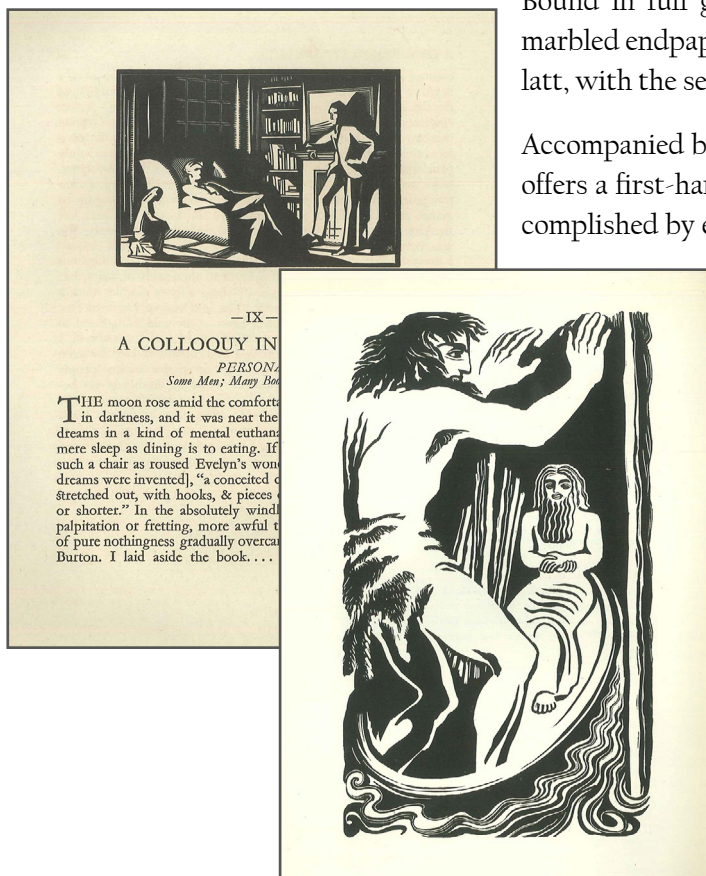 Bound in full g
marbled endpap
latt, with the se
Accompanied b
offers a first-har
complished by e
—IX—
A COLLOQUY IN
PERSONA
Some Men; Many Boo
THE moon rose amid the comforta
in darkness, and it was near the
dreams in a kind of mental euthana
mere sleep as dining is to eating. If
such a chair as roused Evelyn's won
dreams were invented], “a conceited c
stretched out, with hooks, & pieces
or shorter.” In the absolutely windl
palpitation or fretting, more awful t
of pure nothingness gradually overca
Burton. I laid aside the book....